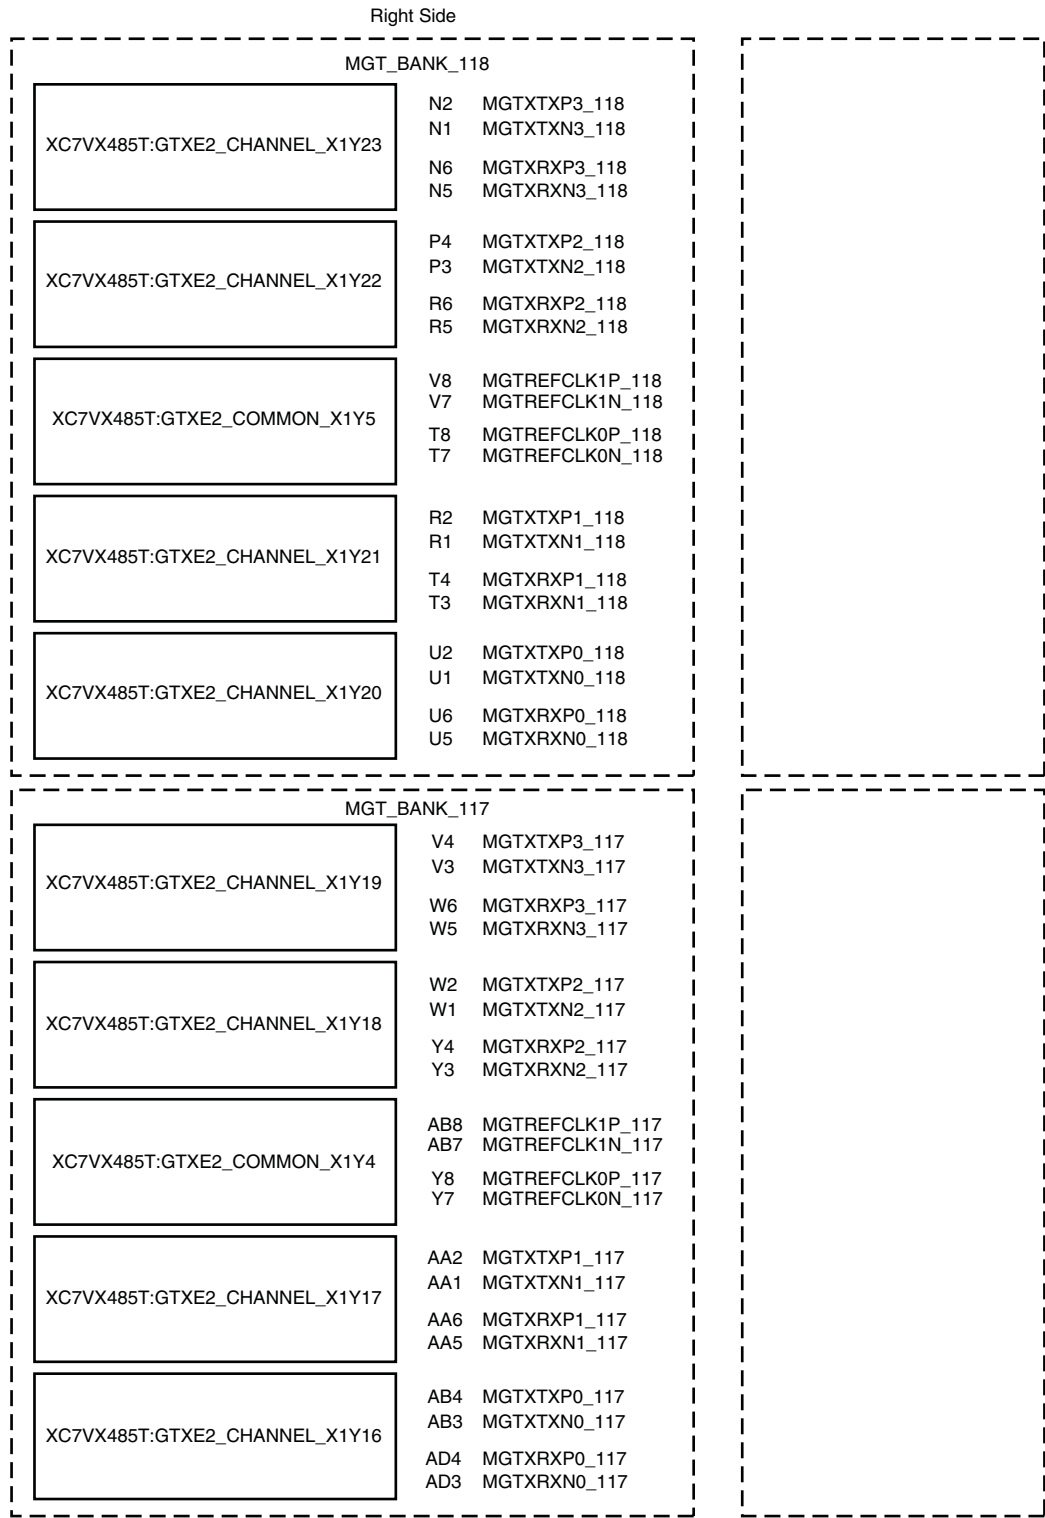 Right Side
MGT_BANK_118
XC7VX485T:GTXE2_CHANNEL_X1Y23
N2 MGTXTXP3_118
N1 MGTXTXN3_118
N6 MGTXRXP3_118
N5 MGTXRXN3_118
XC7VX485T:GTXE2_CHANNEL_X1Y22
P4 MGTXTXP2_118
P3 MGTXTXN2_118
R6 MGTXRXP2_118
R5 MGTXRXN2_118
XC7VX485T:GTXE2_COMMON_X1Y5
V8 MGTREFCLK1P_118
V7 MGTREFCLK1N_118
T8 MGTREFCLK0P_118
T7 MGTREFCLK0N_118
XC7VX485T:GTXE2_CHANNEL_X1Y21
R2 MGTXTXP1_118
R1 MGTXTXN1_118
T4 MGTXRXP1_118
T3 MGTXRXN1_118
XC7VX485T:GTXE2_CHANNEL_X1Y20
U2 MGTXTXP0_118
U1 MGTXTXN0_118
U6 MGTXRXP0_118
U5 MGTXRXN0_118
MGT_BANK_117
XC7VX485T:GTXE2_CHANNEL_X1Y19
V4 MGTXTXP3_117
V3 MGTXTXN3_117
W6 MGTXRXP3_117
W5 MGTXRXN3_117
XC7VX485T:GTXE2_CHANNEL_X1Y18
W2 MGTXTXP2_117
W1 MGTXTXN2_117
Y4 MGTXRXP2_117
Y3 MGTXRXN2_117
XC7VX485T:GTXE2_COMMON_X1Y4
AB8 MGTREFCLK1P_117
AB7 MGTREFCLK1N_117
Y8 MGTREFCLK0P_117
Y7 MGTREFCLK0N_117
XC7VX485T:GTXE2_CHANNEL_X1Y17
AA2 MGTXTXP1_117
AA1 MGTXTXN1_117
AA6 MGTXRXP1_117
AA5 MGTXRXN1_117
XC7VX485T:GTXE2_CHANNEL_X1Y16
AB4 MGTXTXP0_117
AB3 MGTXTXN0_117
AD4 MGTXRXP0_117
AD3 MGTXRXN0_117